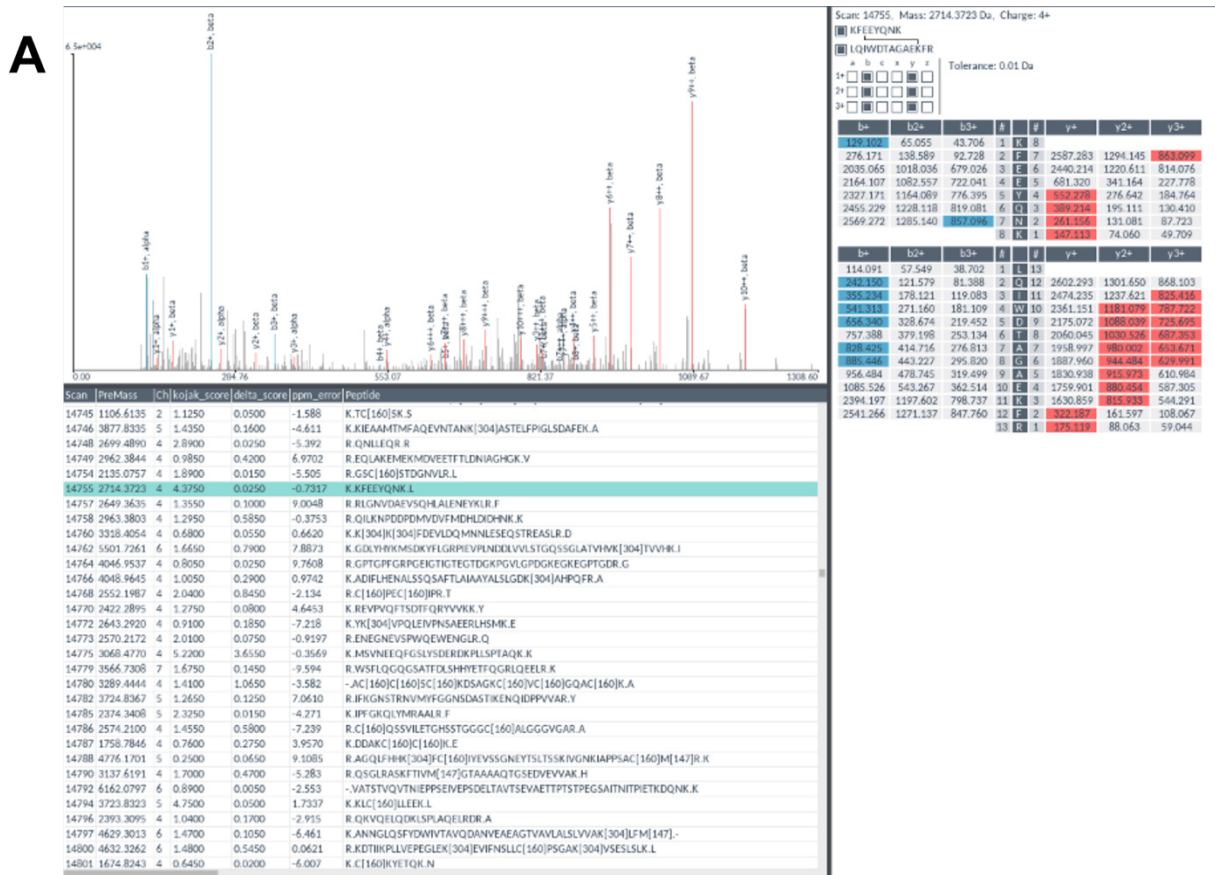 A
6.5e+004
b2+, beta
y9++, beta
y6++, beta
y8++, beta
y7++, beta
b1+, alpha
y10++, beta
y1+, alpha
y1+, beta
y2+, alpha
y2+, beta
b3+, beta
y3+, alpha
b4+, beta
y4+, alpha
y6+++, beta
y8+++, beta
y9+++, beta
y10+++, beta
y5++, beta
0.00 284.76 553.07 821.37 1089.67 1308.60
Scan: 14755, Mass: 2714.3723 Da, Charge: 4+
KFEEYQNK
LQIWDTAGAEKFR
a b c x y z
1+
2+
3+
Tolerance: 0.01 Da
b+ b2+ b3+ # # y+ y2+ y3+
129.102 65.055 43.706 1 K 8
276.171 138.589 92.728 2 F 7 2587.283 1294.145 863.099
2035.065 1018.036 679.026 3 E 6 2440.214 1220.611 814.076
2164.107 1082.557 722.041 4 E 5 681.320 341.164 227.778
2327.171 1164.089 776.395 5 Y 4 552.278 276.642 184.764
2455.229 1228.118 819.081 6 Q 3 389.214 195.111 130.410
2569.272 1285.140 857.096 7 N 2 261.156 131.081 87.723
8 K 1 147.113 74.060 49.709
b+ b2+ b3+ # # y+ y2+ y3+
114.091 57.549 38.702 1 L 13
242.150 121.579 81.388 2 Q 12 2602.293 1301.650 868.103
355.234 178.121 119.083 3 I 11 2474.235 1237.621 825.416
541.313 271.160 181.109 4 W 10 2361.151 1181.079 787.722
656.340 328.674 219.452 5 D 9 2175.072 1088.039 725.695
757.388 379.198 253.134 6 T 8 2060.045 1030.526 687.353
828.425 414.716 276.813 7 A 7 1958.997 980.002 653.671
885.446 443.227 295.820 8 G 6 1887.960 944.484 629.991
956.484 478.745 319.499 9 A 5 1830.938 915.973 610.984
1085.526 543.267 362.514 10 E 4 1759.901 880.454 587.305
2394.197 1197.602 798.737 11 K 3 1630.859 815.933 544.291
2541.266 1271.137 847.760 12 F 2 322.187 161.597 108.067
13 R 1 175.119 88.063 59.044
Scan PreMass Ch kojak_score delta_score ppm_error Peptide
14745 1106.6135 2 1.1250 0.0500 -1.588 K.TC[160]SK.S
14746 3877.8335 5 1.4350 0.1600 -4.611 K.KIEAAMTMFAQEVNTANK[304]ASTELFPIGLSDAFEK.A
14748 2699.4890 4 2.8900 0.0250 -5.392 R.QNLLEQR.R
14749 2962.3844 4 0.9850 0.4200 6.9702 R.EQLAKEMEKMDVEETFTLDNIAGHGK.V
14754 2135.0757 4 1.8900 0.0150 -5.505 R.GSC[160]STDGNVLR.L
14755 2714.3723 4 4.3750 0.0250 -0.7317 K.KFEEYQNK.L
14757 2649.3635 4 1.3550 0.1000 9.0048 R.RLGNVDAEVSQHLALENEYKLR.F
14758 2963.3803 4 1.2950 0.5850 -0.3753 R.QILKNPDDPDMVDVFMDHLDIDHNK.K
14760 3318.4054 4 0.6800 0.0550 0.6620 K.K[304]K[304]FDEVLDQMNNLESEQSTREASLR.D
14762 5501.7261 6 1.6650 0.7900 7.8873 K.GDLYHYKMSDKYFLGRPIEVPLNDDLVVLSTGQSSGLATVHVK[304]TVVHK.I
14764 4046.9537 4 0.8050 0.0250 9.7608 R.GPTGPFGRPGEIGTIGTEGTDGKPGVLGPDGKEGKEGPTGDR.G
14766 4048.9645 4 1.0050 0.2900 0.9742 K.ADIFLHENALSSQSAFTLAIAAYALSLGDK[304]AHPQFR.A
14768 2552.1987 4 2.0400 0.8450 -2.134 R.C[160]PEC[160]IPR.T
14770 2422.2895 4 1.2750 0.0800 4.6453 K.REVPVQFTSDTFQRYVVKK.Y
14772 2643.2920 4 0.9100 0.1850 -7.218 K.YK[304]VPQLEIVPNSAEERLHSMK.E
14773 2570.2172 4 2.0100 0.0750 -0.9197 R.ENEGNEVSPWQEWENGLR.Q
14775 3068.4770 4 5.2200 3.6550 -0.3569 K.MSVNEEQFGSLYSDERDKPLLSPTAQK.K
14779 3566.7308 7 1.6750 0.1450 -9.594 R.WSFLQGQGSATFDLSHHYETFQGRLQEELR.K
14780 3289.4444 4 1.4100 1.0650 -3.582 -.AC[160]C[160]SC[160]KDSAGKC[160]VC[160]GQAC[160]K.A
14782 3724.8367 5 1.2650 0.1250 7.0610 R.IFKGNSTRNVMYFGGNSDASTIKENQIDPPVVAR.Y
14785 2374.3408 5 2.3250 0.0150 -4.271 K.IPFGKQLYMRAALR.F
14786 2574.2100 4 1.4550 0.5800 -7.239 R.C[160]QSSVILETGHSSTGGGC[160]ALGGGVGAR.A
14787 1758.7846 4 0.7600 0.2750 3.9570 K.DDAKC[160]C[160]K.E
14788 4776.1701 5 0.2500 0.0650 9.1085 R.AGQLFHHK[304]FC[160]IYEVSSGNEYTSLTSSKIVGNKIAPPSAC[160]M[147]R.K
14790 3137.6191 4 1.7000 0.4700 -5.283 R.QSGLRASKFTIVM[147]GTAAAAQTGSEDVEVVAK.H
14792 6162.0797 6 0.8900 0.0050 -2.553 -.VATSTVQVTNIEPPSEIVEPSDELTAVTSEVAETTPTSTPEGSAITNITPIETKDQNK.K
14794 3723.8323 5 4.7500 0.0500 1.7337 K.KLC[160]LLEEK.L
14796 2393.3095 4 1.0400 0.1700 -2.915 R.QKVQELQDKLSPLAQELRDR.A
14797 4629.3013 6 1.4700 0.1050 -6.461 K.ANNGLQSFYDWIVTAVQDANVEAEAGTVAVLALSLVVAK[304]LFM[147].-
14800 4632.3262 6 1.4800 0.5450 0.0621 R.KDTIIKPLLVEPEGLEK[304]EVIFNSLLC[160]PSGAK[304]VSESLSLK.L
14801 1674.8243 4 0.6450 0.0200 -6.007 K.C[160]KYETQK.N